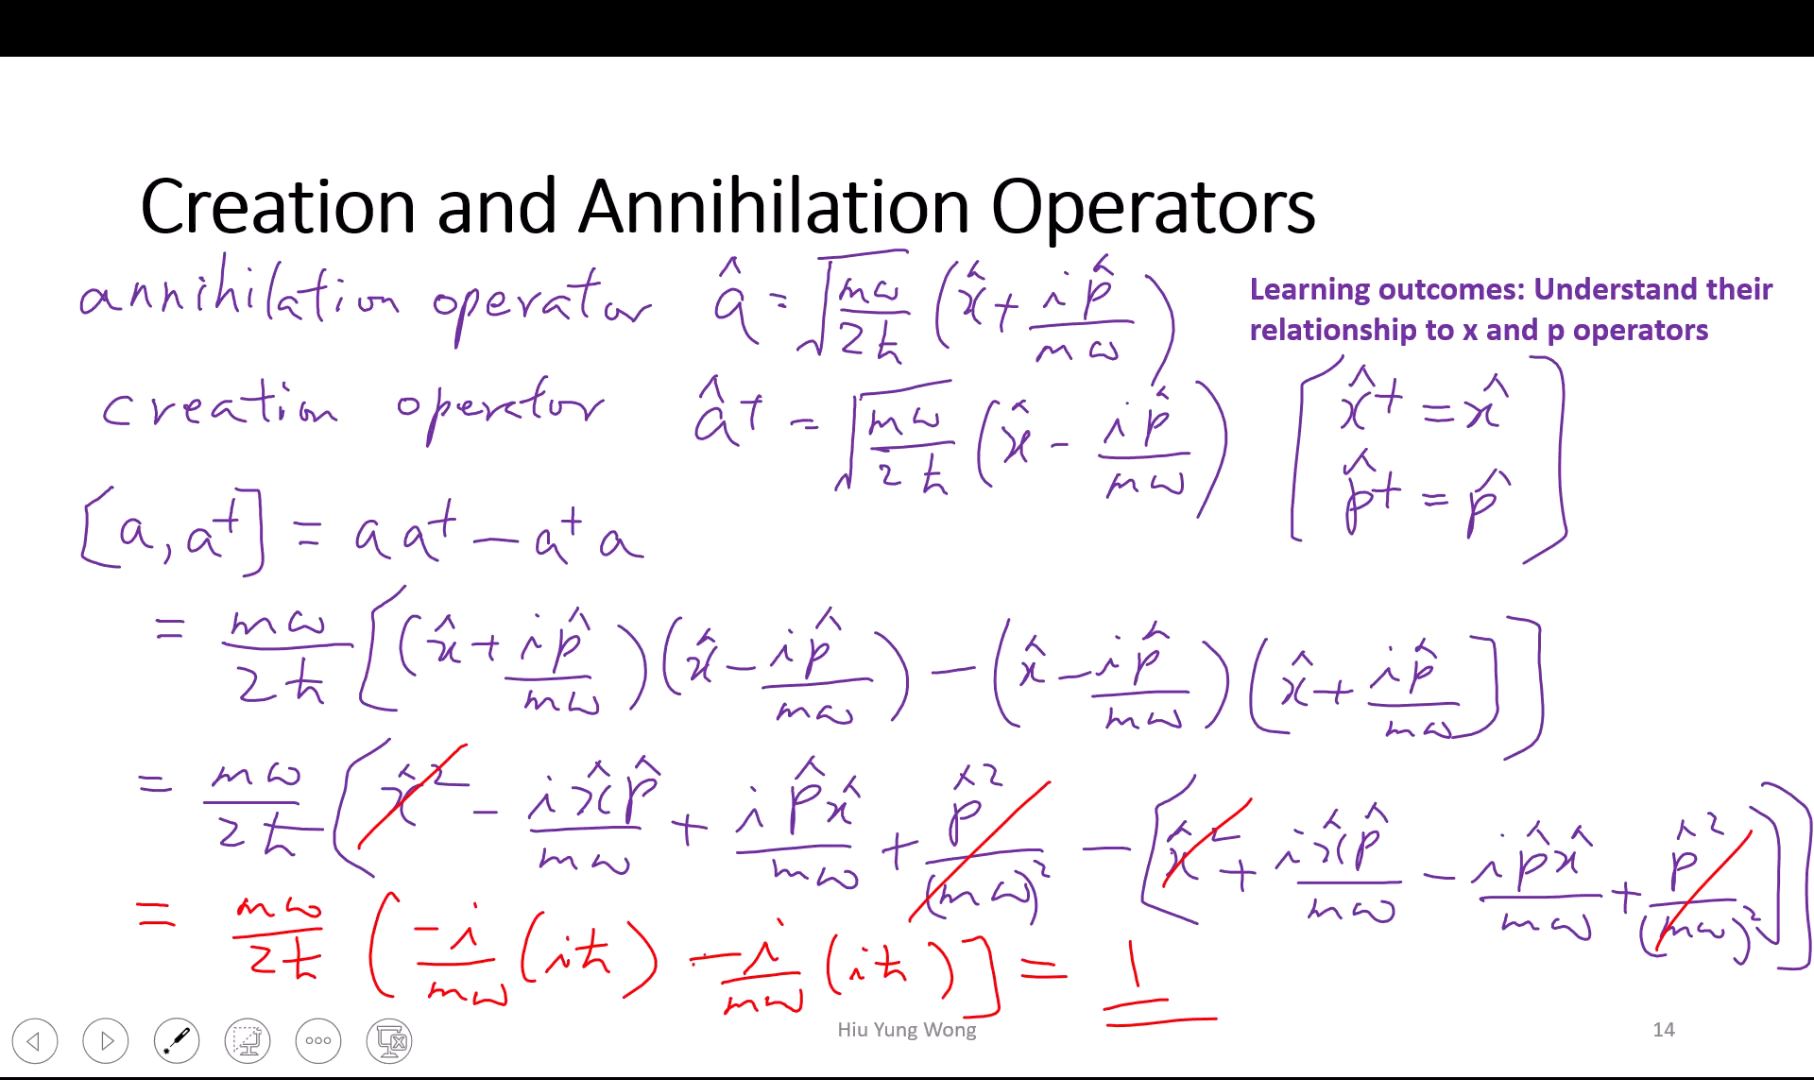 Creation and Annihilation Operators
annihilation operator â = √(mω/2ħ) (x̂ + ip̂/mω)
Learning outcomes: Understand their
relationship to x and p operators
creation operator â† = √(mω/2ħ) (x̂ - ip̂/mω)
[x̂† = x̂
p̂† = p̂]
[a, a†] = aa† - a†a
= mω/2ħ [(x̂ + ip̂/mω)(x̂ - ip̂/mω) - (x̂ - ip̂/mω)(x̂ + ip̂/mω]]
= mω/2ħ (x̂² - ix̂p̂/mω + ip̂x̂/mω + p̂²/(mω)² - [x̂² + ix̂p̂/mω - ip̂x̂/mω + p̂²/(mω)²]]
= mω/2ħ (-i/mω (iħ) - i/mω (iħ)] = 1
Hiu Yung Wong
14